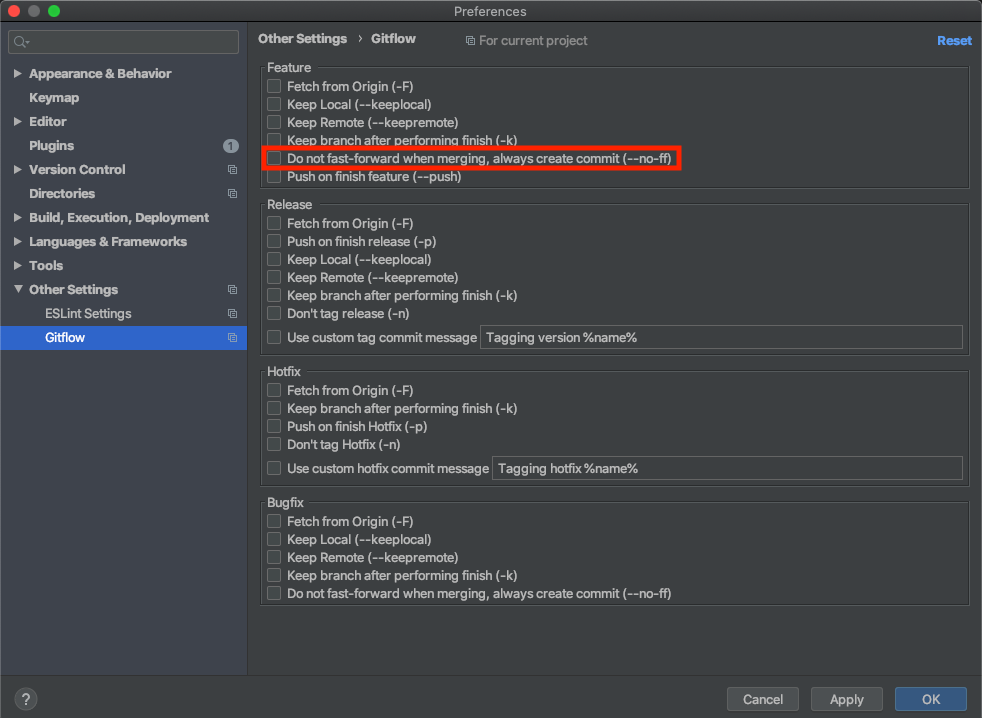 Preferences
Appearance & Behavior
Keymap
Editor
Plugins 1
Version Control
Directories
Build, Execution, Deployment
Languages & Frameworks
Tools
Other Settings
ESLint Settings
Gitflow
Other Settings › Gitflow For current project Reset
Feature
Fetch from Origin (-F)
Keep Local (--keeplocal)
Keep Remote (--keepremote)
Keep branch after performing finish (-k)
Do not fast-forward when merging, always create commit (--no-ff)
Push on finish feature (--push)
Release
Fetch from Origin (-F)
Push on finish release (-p)
Keep Local (--keeplocal)
Keep Remote (--keepremote)
Keep branch after performing finish (-k)
Don't tag release (-n)
Use custom tag commit message Tagging version %name%
Hotfix
Fetch from Origin (-F)
Keep branch after performing finish (-k)
Push on finish Hotfix (-p)
Don't tag Hotfix (-n)
Use custom hotfix commit message Tagging hotfix %name%
Bugfix
Fetch from Origin (-F)
Keep Local (--keeplocal)
Keep Remote (--keepremote)
Keep branch after performing finish (-k)
Do not fast-forward when merging, always create commit (--no-ff)
? Cancel Apply OK